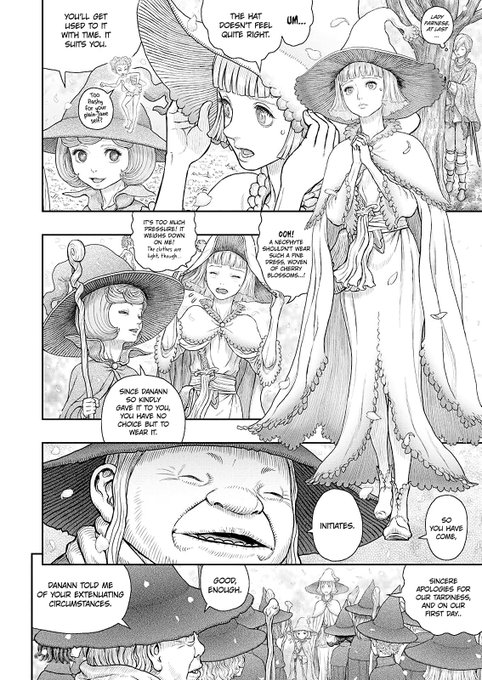 LADY
FARNESE,
AT LAST
...
UM...
THE HAT
DOESN'T FEEL
QUITE RIGHT.
YOU'LL GET
USED TO IT
WITH TIME. IT
SUITS YOU.
Too
flashy
for your
plain-Jane
self?
OOH!
A NEOPHYTE
SHOULDN'T WEAR
SUCH A FINE
DRESS, WOVEN
OF CHERRY
BLOSSOMS...!
IT'S TOO MUCH
PRESSURE! IT
WEIGHS DOWN
ON ME!
The clothes are
light, though...
SINCE DANANN
SO KINDLY
GAVE IT TO YOU,
YOU HAVE NO
CHOICE BUT TO
WEAR IT.
SO
YOU HAVE
COME,
INITIATES.
SINCERE
APOLOGIES FOR
OUR TARDINESS,
AND ON OUR
FIRST DAY..
GOOD,
ENOUGH.
DANANN TOLD ME
OF YOUR EXTENUATING
CIRCUMSTANCES.